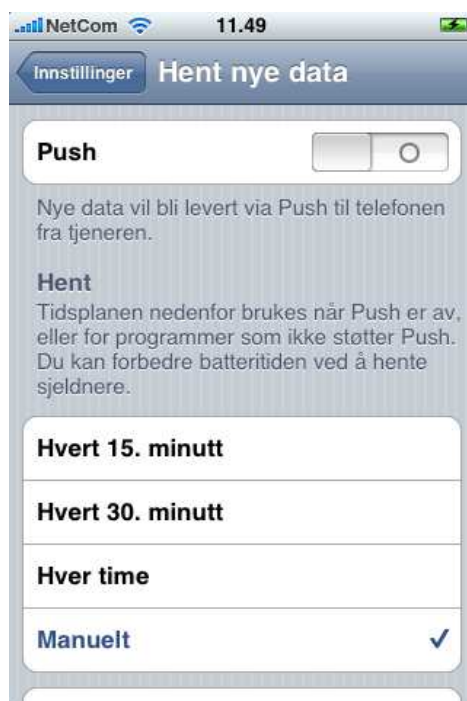 NetCom 11.49
Innstillinger Hent nye data
Push
Nye data vil bli levert via Push til telefonen
fra tjeneren.
Hent
Tidsplanen nedenfor brukes når Push er av,
eller for programmer som ikke støtter Push.
Du kan forbedre batteritiden ved å hente
sjeldnere.
Hvert 15. minutt
Hvert 30. minutt
Hver time
Manuelt